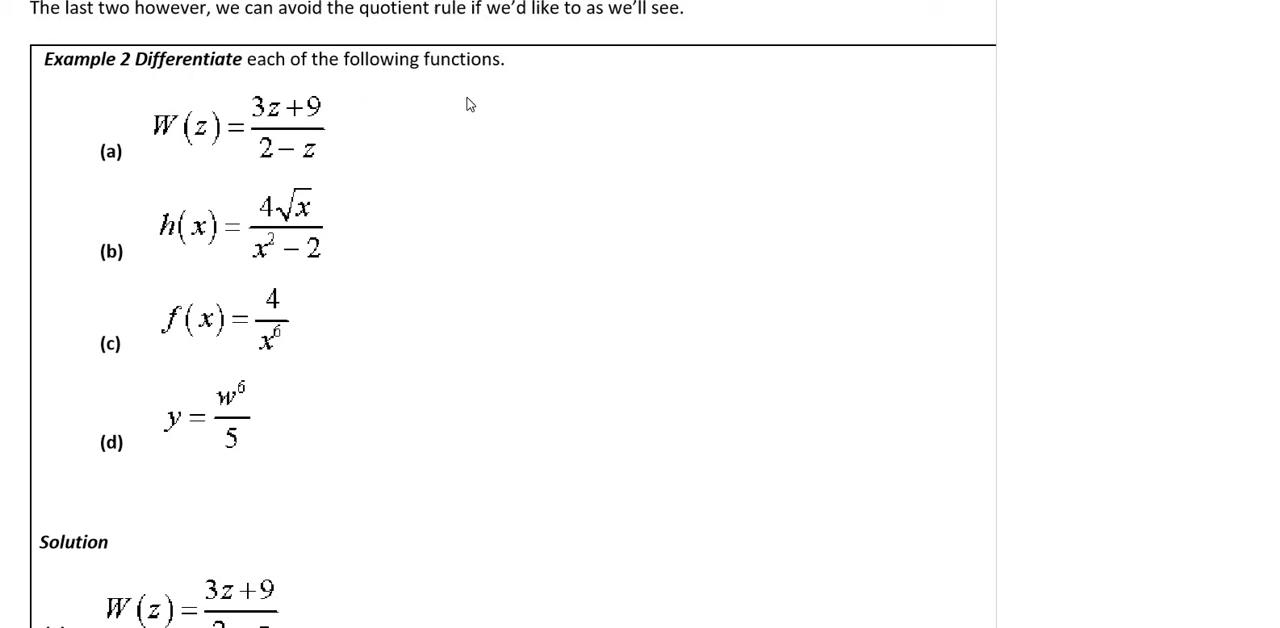 The last two however, we can avoid the quotient rule if we'd like to as we'll see.
Example 2 Differentiate each of the following functions.
(a) W(z) = (3z+9)/(2−z)
(b) h(x) = (4√x)/(x²−2)
(c) f(x) = 4/x⁶
(d) y = w⁶/5
Solution
W(z) = 3z+9